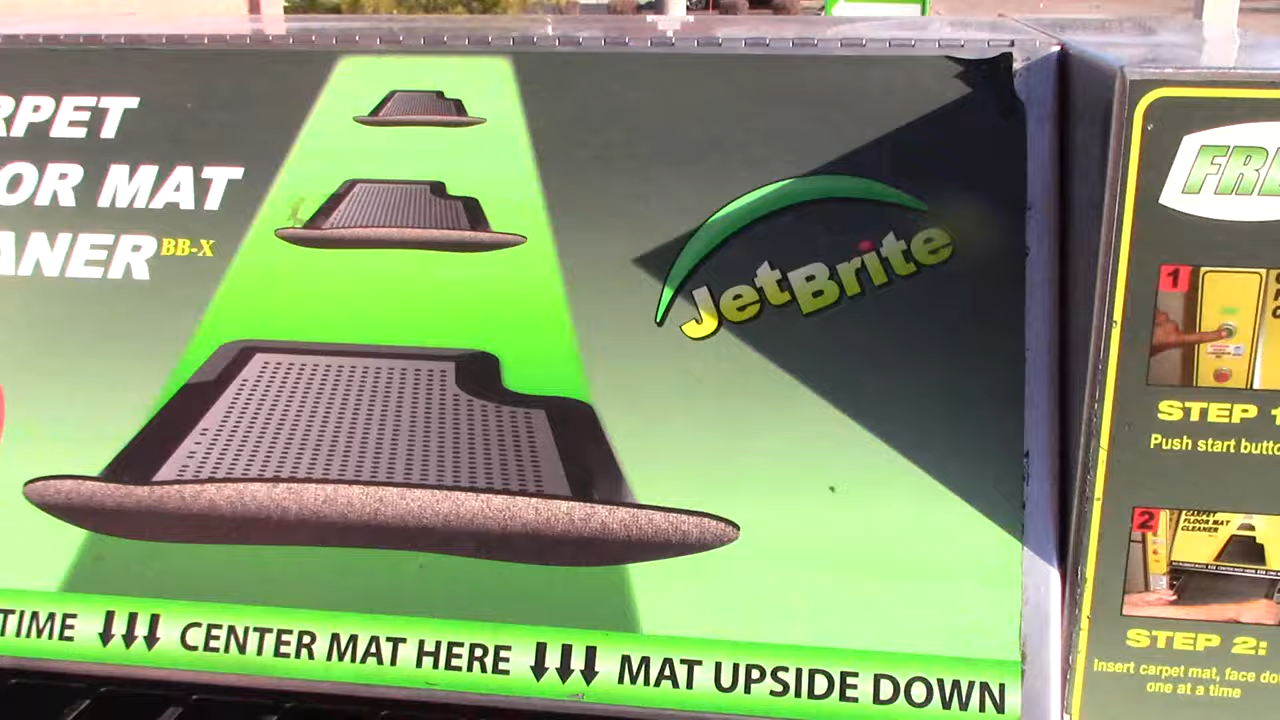 RPET
OR MAT
ANER BB-X
JetBrite
TIME ↓↓↓ CENTER MAT HERE ↓↓↓ MAT UPSIDE DOWN
FRE
1
STEP 1
Push start butto
2
CARPET
FLOOR MAT
CLEANER
STEP 2:
Insert carpet mat, face do
one at a time